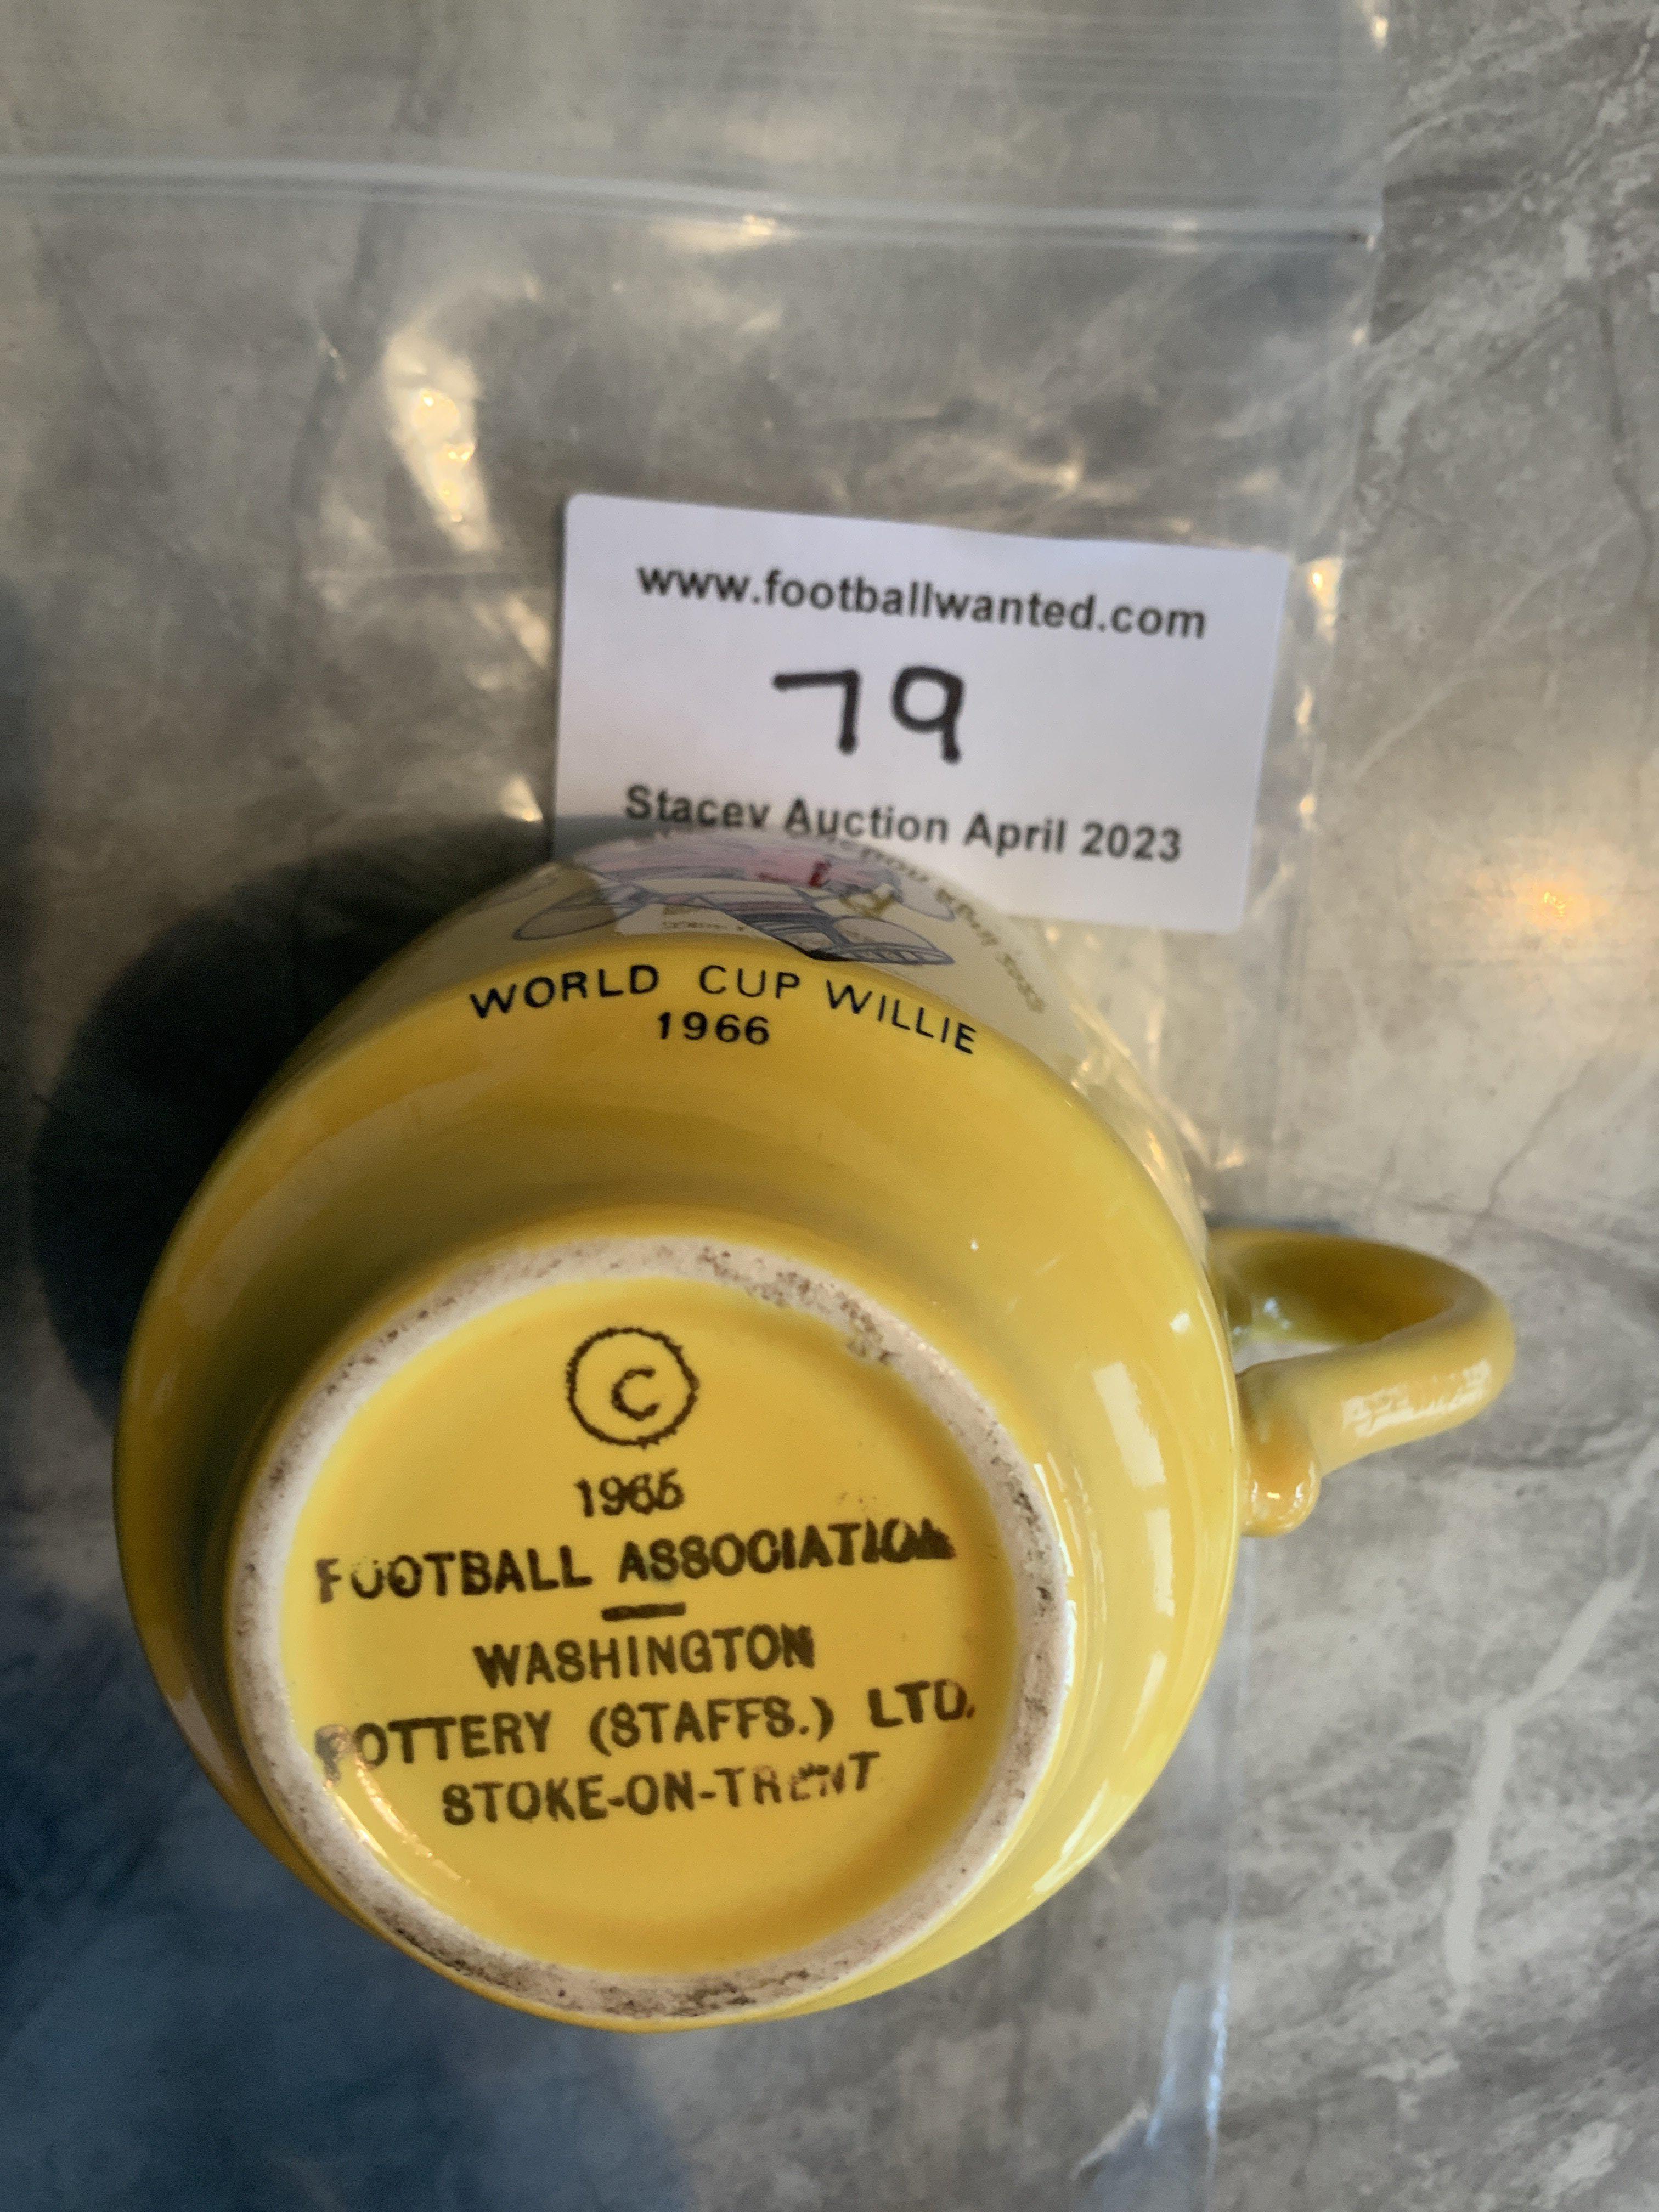 www.footballwanted.com
79
Stacey Auction April 2023
WORLD CUP WILLIE
1966
©
1965
FOOTBALL ASSOCIATION
WASHINGTON
POTTERY (STAFFS.) LTD.
STOKE-ON-TRENT